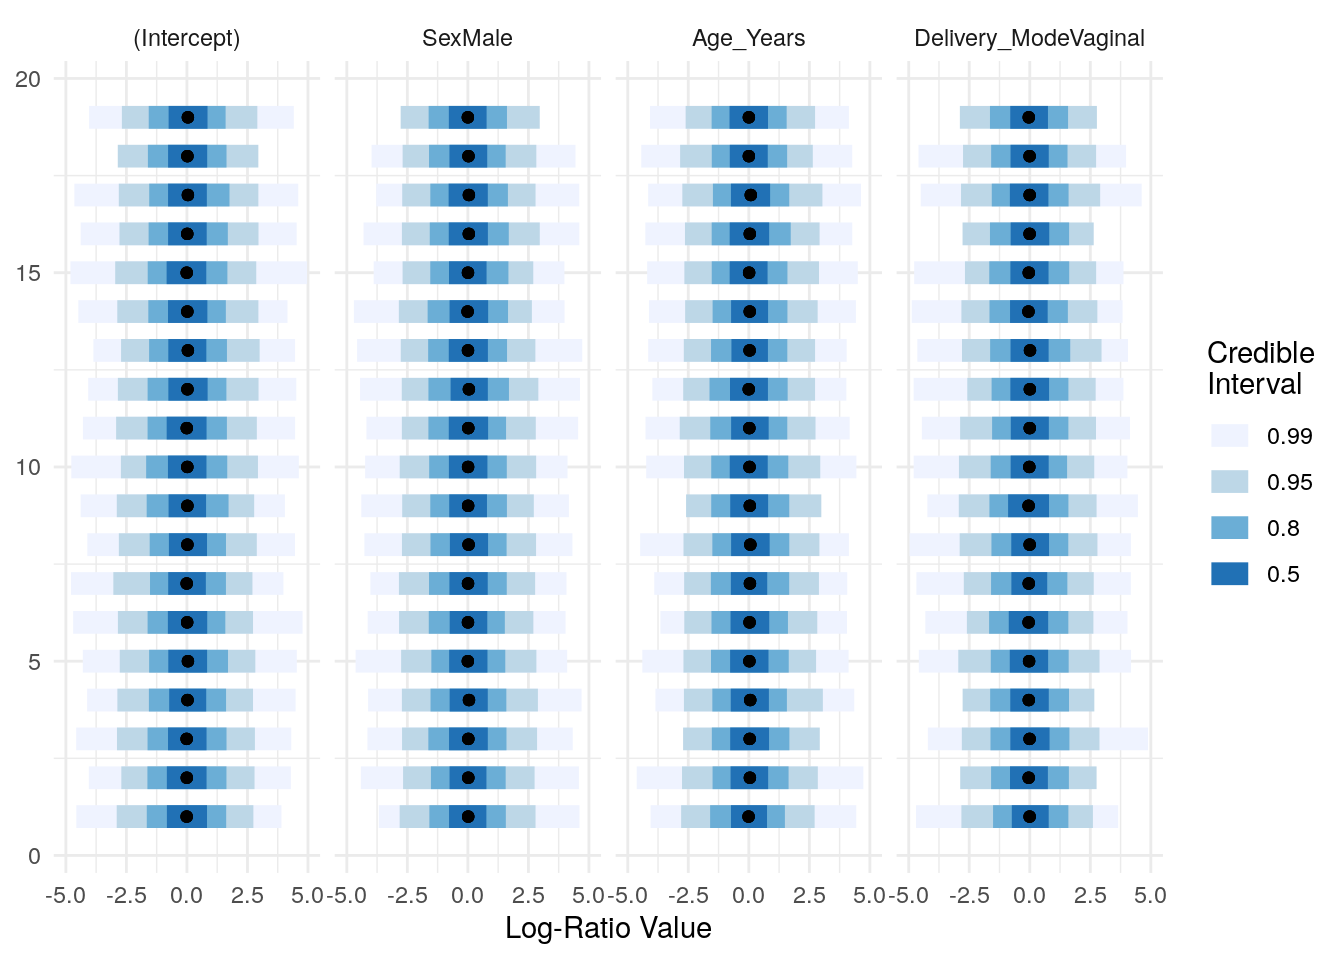 (Intercept) SexMale Age_Years Delivery_ModeVaginal
20
15
10
5
0
-5.0 -2.5 0.0 2.5 5.0 -5.0 -2.5 0.0 2.5 5.0 -5.0 -2.5 0.0 2.5 5.0 -5.0 -2.5 0.0 2.5 5.0
Log-Ratio Value
Credible
Interval
0.99
0.95
0.8
0.5